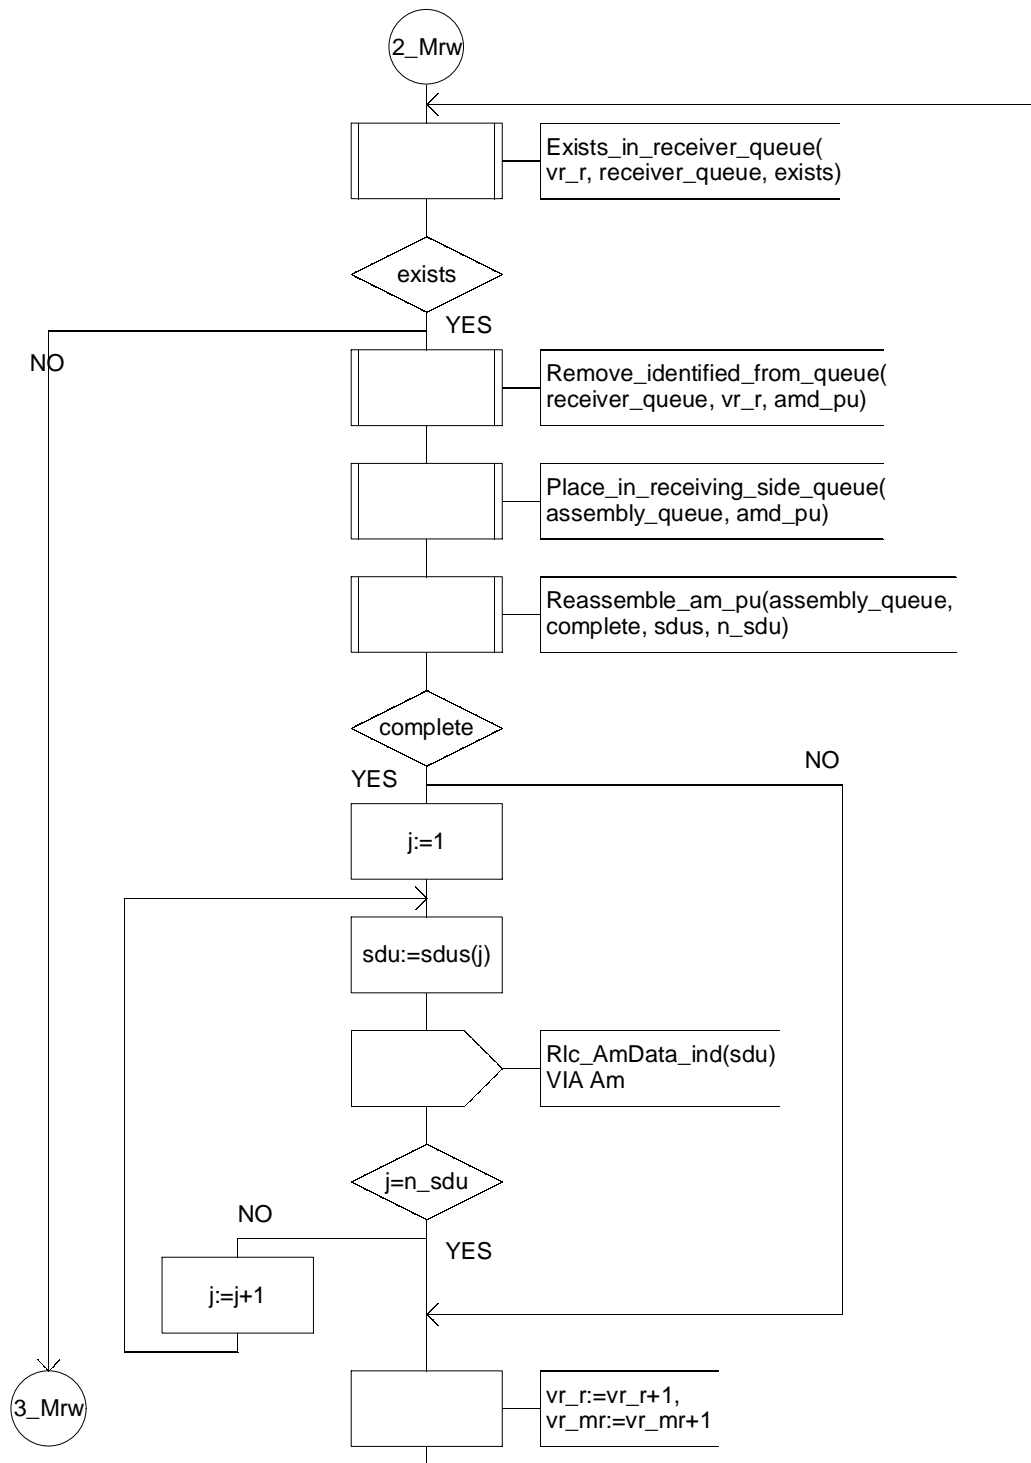 2_Mrw
Exists_in_receiver_queue(
vr_r, receiver_queue, exists)
exists
YES
NO
Remove_identified_from_queue(
receiver_queue, vr_r, amd_pu)
Place_in_receiving_side_queue(
assembly_queue, amd_pu)
Reassemble_am_pu(assembly_queue,
complete, sdus, n_sdu)
complete
YES
NO
j:=1
sdu:=sdus(j)
Rlc_AmData_ind(sdu)
VIA Am
j=n_sdu
NO
YES
j:=j+1
3_Mrw
vr_r:=vr_r+1,
vr_mr:=vr_mr+1